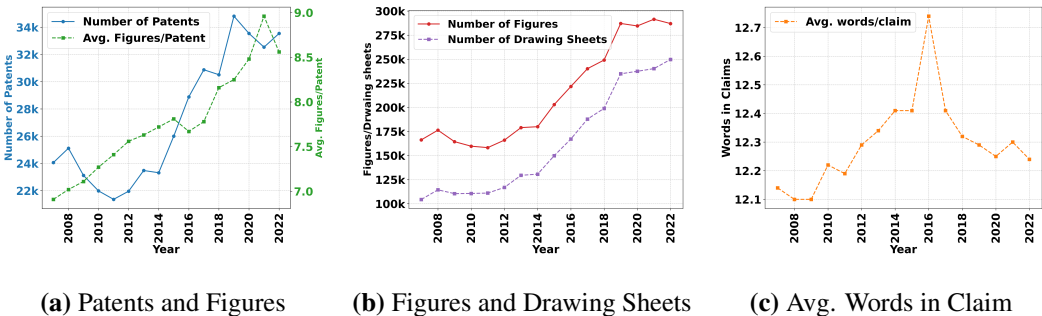 Number of Patents
Avg. Figures/Patent
34k
32k
30k
28k
26k
24k
22k
9.0
8.5
8.0
7.5
7.0
Number of Patents
Avg. Figures/Patent
2008
2010
2012
2014
2016
2018
2020
2022
Year
(a) Patents and Figures
Number of Figures
Number of Drawing Sheets
300k
275k
250k
225k
200k
175k
150k
125k
100k
Figures/Drwaing sheets
2008
2010
2012
2014
2016
2018
2020
2022
Year
(b) Figures and Drawing Sheets
Avg. words/claim
12.7
12.6
12.5
12.4
12.3
12.2
12.1
Words in Claims
2008
2010
2012
2014
2016
2018
2020
2022
Year
(c) Avg. Words in Claim